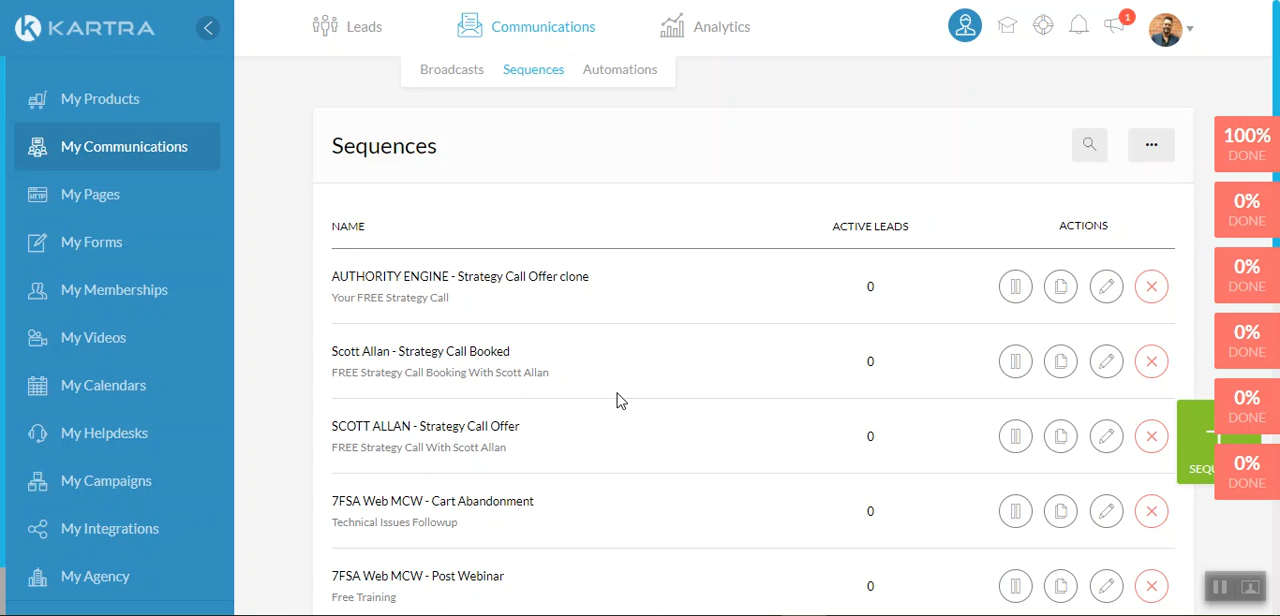 KARTRA
Leads
Communications
Analytics
1
Broadcasts
Sequences
Automations
My Products
My Communications
My Pages
HTTP
My Forms
My Memberships
My Videos
My Calendars
My Helpdesks
My Campaigns
My Integrations
My Agency
Sequences
...
NAME
ACTIVE LEADS
ACTIONS
AUTHORITY ENGINE - Strategy Call Offer clone
Your FREE Strategy Call
0
Scott Allan - Strategy Call Booked
FREE Strategy Call Booking With Scott Allan
0
SCOTT ALLAN - Strategy Call Offer
FREE Strategy Call With Scott Allan
0
7FSA Web MCW - Cart Abandonment
Technical Issues Followup
0
7FSA Web MCW - Post Webinar
Free Training
0
100%
DONE
0%
DONE
0%
DONE
0%
DONE
0%
DONE
0%
DONE
SEQU